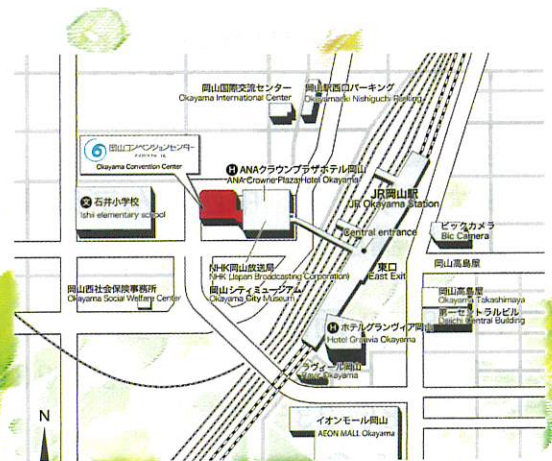 岡山国際交流センター
Okayama International Center
岡山駅西口パーキング
Okayamaeki Nishiguchi Parking
岡山コンベンションセンター
Okayama Convention Center
H ANAクラウンプラザホテル岡山
ANA Crowne Plaza Hotel Okayama
文 石井小学校
Ishii elementary school
JR岡山駅
JR Okayama Station
Central entrance
ビックカメラ
Bic Camera
東口
East Exit
岡山高島屋
NHK岡山放送局
NHK (Japan Broadcasting Corporation)
岡山シティミュージアム
Okayama City Museum
岡山西社会保険事務所
Okayama Social Welfare Center
岡山高島屋
Okayama Takashimaya
第一セントラルビル
Daiichi Central Building
H ホテルグランヴィア岡山
Hotel Granvia Okayama
ラヴィール岡山
Okayama
イオンモール岡山
AEON MALL Okayama
N